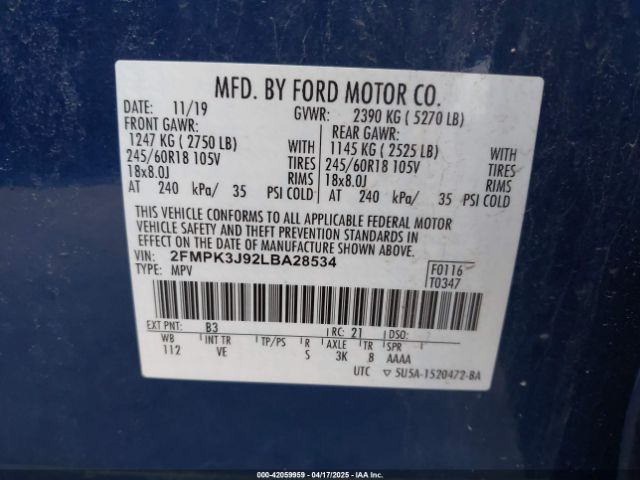 MFD. BY FORD MOTOR CO.
DATE: 11/19 GVWR: 2390 KG ( 5270 LB)
FRONT GAWR: REAR GAWR:
1247 KG ( 2750 LB) WITH 1145 KG ( 2525 LB) WITH
245/60R18 105V TIRES 245/60R18 105V TIRES
18x8.0J RIMS 18x8.0J RIMS
AT 240 kPa/ 35 PSI COLD AT 240 kPa/ 35 PSI COLD
THIS VEHICLE CONFORMS TO ALL APPLICABLE FEDERAL MOTOR
VEHICLE SAFETY AND THEFT PREVENTION STANDARDS IN
EFFECT ON THE DATE OF MANUFACTURE SHOWN ABOVE.
VIN: 2FMPK3J92LBA28534 F0116
TYPE: MPV T0347
EXT PNT: B3 RC: 21 DSO:
WB INT TR TP/PS R AXLE TR SPR
112 VE S 3K 8 AAAA
UTC ▽ 5U5A-1520472-BA
000-42059959 04/17/2025 IAAI.COM